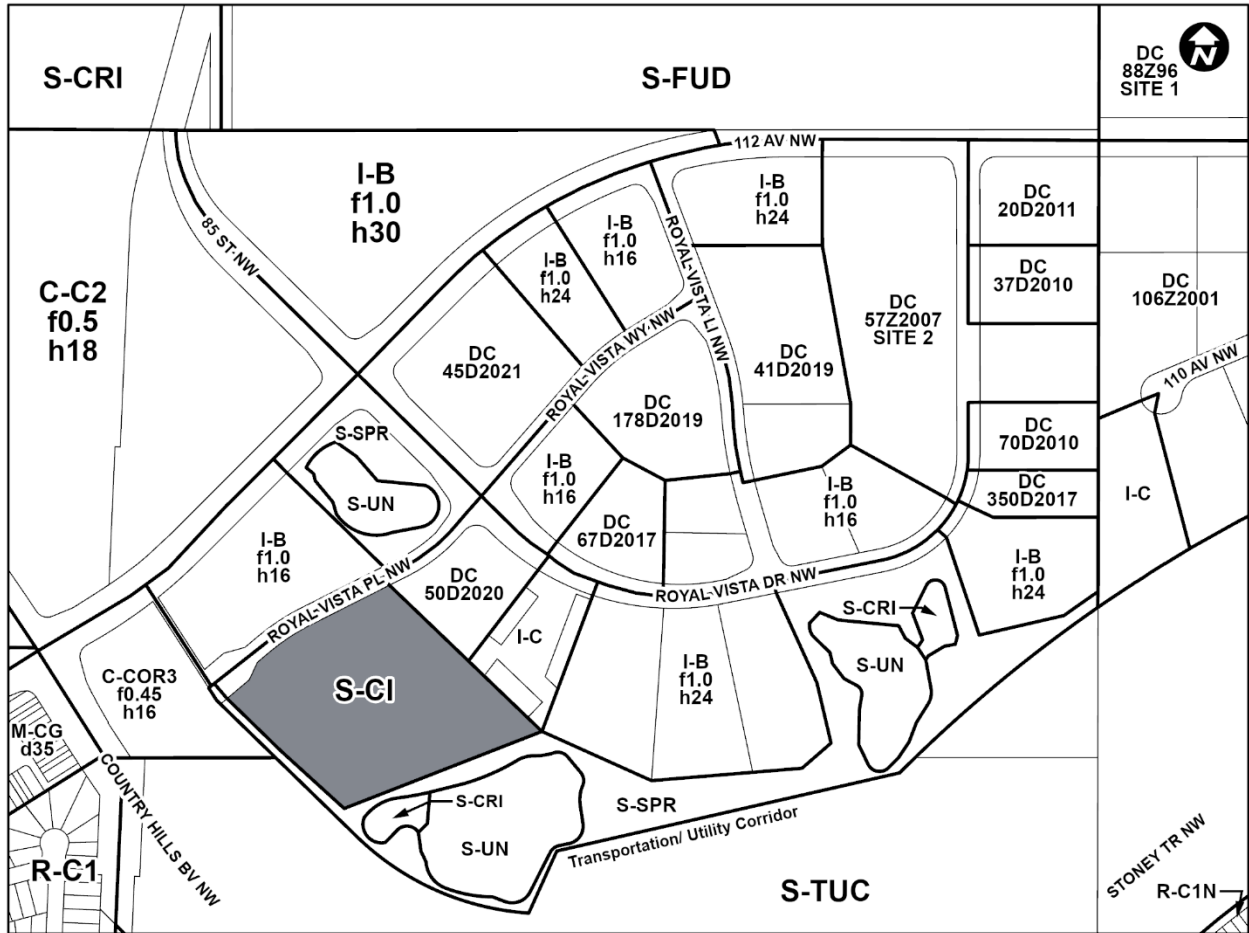 S-CRI
S-FUD
DC
88Z96
SITE 1
N
112 AV NW
I-B
f1.0
h30
I-B
f1.0
h24
DC
20D2011
85 ST NW
I-B
f1.0
h16
I-B
f1.0
h24
ROYAL VISTA LI NW
DC
37D2010
C-C2
f0.5
h18
DC
57Z2007
SITE 2
DC
106Z2001
DC
45D2021
ROYAL VISTA WY NW
DC
41D2019
110 AV NW
DC
178D2019
S-SPR
S-UN
DC
70D2010
I-B
f1.0
h16
DC
350D2017
I-C
I-B
f1.0
h16
DC
67D2017
I-B
f1.0
h16
ROYAL VISTA PL NW
DC
50D2020
ROYAL VISTA DR NW
I-B
f1.0
h24
S-CRI
I-C
S-UN
C-COR3
f0.45
h16
S-CI
I-B
f1.0
h24
M-CG
d35
COUNTRY HILLS BV NW
S-CRI
S-SPR
S-UN
Transportation/ Utility Corridor
R-C1
S-TUC
STONEY TR NW
R-C1N